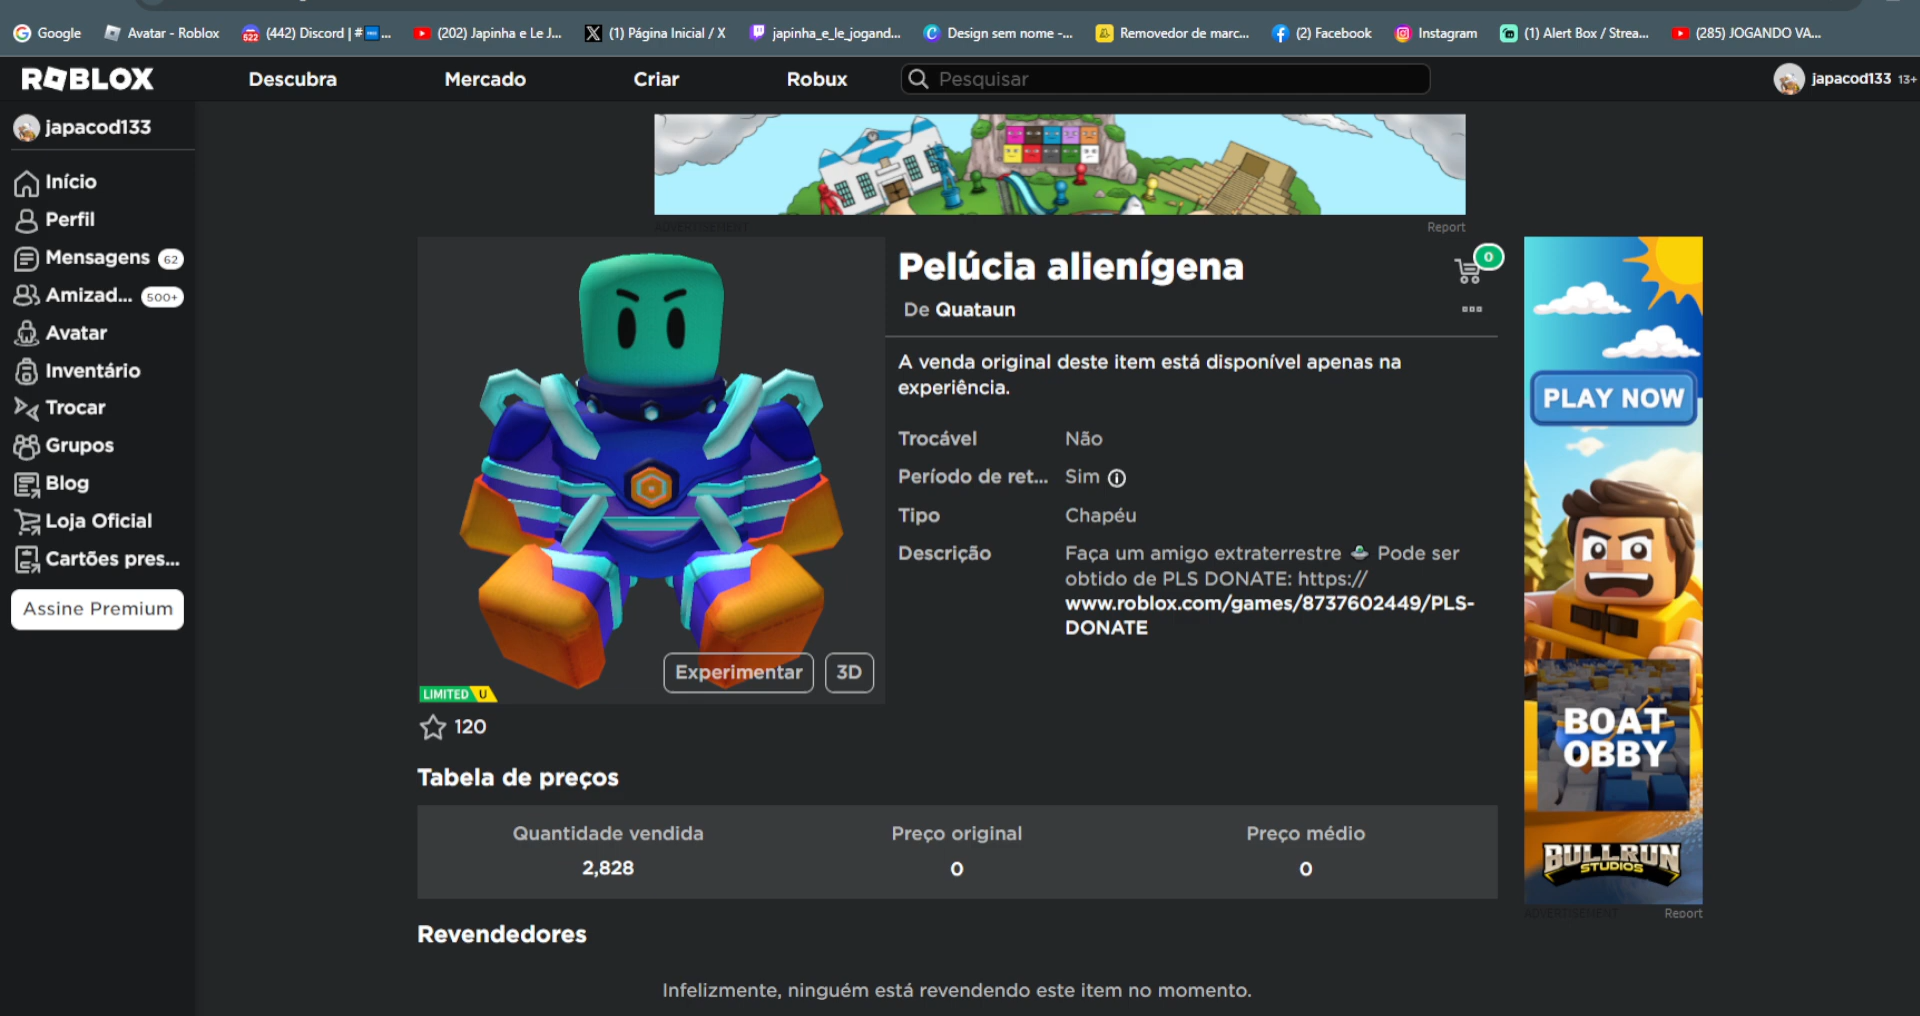 Google
Avatar - Roblox
522
(442) Discord | # ...
(202) Japinha e Le J...
(1) Página Inicial / X
japinha_e_le_jogand...
Design sem nome -...
Removedor de marc...
(2) Facebook
Instagram
(1) Alert Box / Strea...
(285) JOGANDO VA...
ROBLOX
Descubra
Mercado
Criar
Robux
Pesquisar
japacod133 13+
japacod133
Início
Perfil
Mensagens 62
Amizad... 500+
Avatar
Inventário
Trocar
Grupos
Blog
Loja Oficial
Cartões pres...
Assine Premium
ADVERTISEMENT
Report
Pelúcia alienígena
0
De Quataun
A venda original deste item está disponível apenas na
experiência.
Trocável Não
Período de ret... Sim
Tipo Chapéu
Descrição Faça um amigo extraterrestre 🛸 Pode ser
obtido de PLS DONATE: https://
www.roblox.com/games/8737602449/PLS-
DONATE
Experimentar
3D
LIMITED U
120
Tabela de preços
Quantidade vendida Preço original Preço médio
2,828 0 0
Revendedores
Infelizmente, ninguém está revendendo este item no momento.
PLAY NOW
BOAT
OBBY
BULLRUN
STUDIOS
ADVERTISEMENT
Report